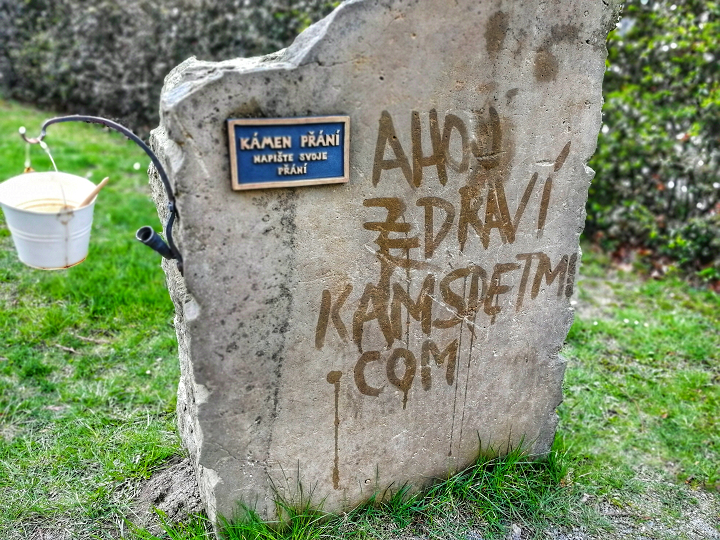 KÁMEN PŘÁNÍ
NAPIŠTE SVOJE
PŘÁNÍ
AHOJ
ZDRAVÍ
KAMSDETMI
.COM